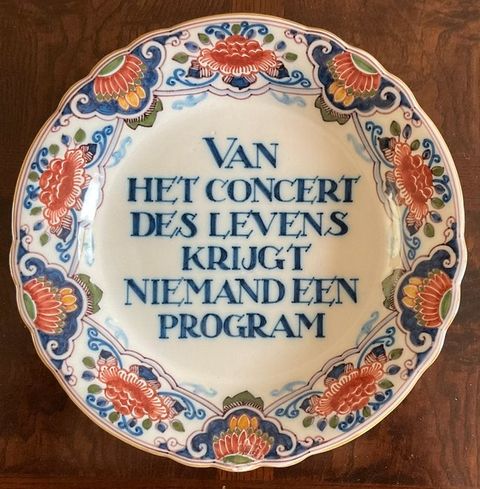 VAN
HET CONCERT
DES LEVENS
KRIJGT
NIEMAND EEN
PROGRAM